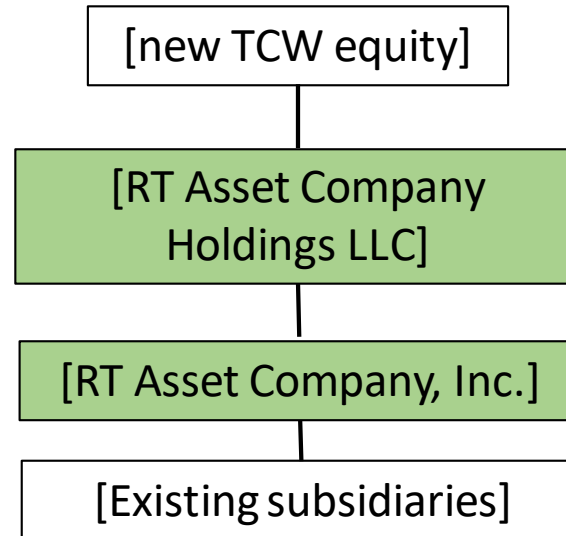 [new TCW equity]
[RT Asset Company
Holdings LLC]
[RT Asset Company, Inc.]
[Existing subsidiaries]